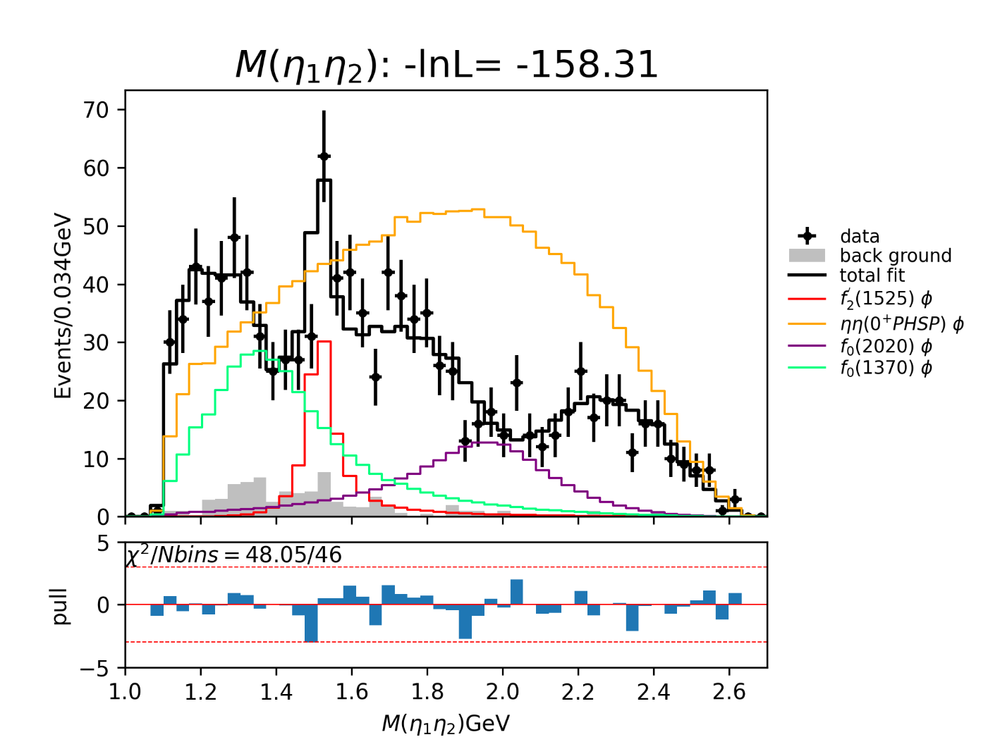 M(η₁η₂): -lnL= -158.31
Events/0.034GeV
70
60
50
40
30
20
10
0
data
back ground
total fit
f₂′(1525) ϕ
ηη(0⁺PHSP) ϕ
f₀(2020) ϕ
f₀(1370) ϕ
χ²/Nbins = 48.05/46
pull
5
0
−5
1.0 1.2 1.4 1.6 1.8 2.0 2.2 2.4 2.6
M(η₁η₂)GeV